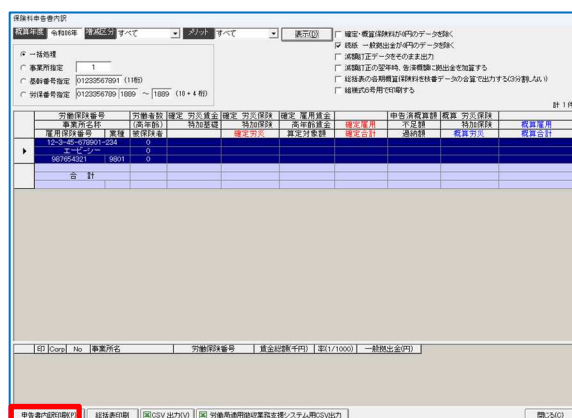 保険料申告書内訳
概算年度 令和06年 増減区分 すべて メリット すべて 表示(D)
確定・概算保険料が0円のデータを除く
続紙 一般拠出金が0円のデータを除く
減額訂正データをそのまま出力
減額訂正の翌年時、告済概算に拠出金を加算する
総括表の各期概算保険料を枝番データの合算で出力する(3分割しない)
組様式6号用で印刷する
一括処理
事業所指定 1
基幹番号指定 01233567891 (11桁)
労保番号指定 0123356789 1889 ～ 1889 (10+4桁)
計 1件
労働保険番号 労働者数 確定 労災賃金 確定 労災保険 確定 雇用賃金 申告済概算額 概算 労災保険
事業所名称 (高年齢) 特加基礎 特加保険 高年齢賃金 確定雇用 不足額 特加保険 概算雇用
雇用保険番号 業種 被保険者 確定労災 算定対象額 確定合計 過納額 概算労災 概算合計
12-3-45-678901-234 0
エービーシー 0
987654321 9801 0
合 計
印 Corp No 事業所名 労働保険番号 賃金総額(千円) 率(1/1000) 一般拠出金(円)
申告書内訳印刷(P) 総括表印刷 CSV出力(V) 労働局適用徴収業務支援システム用CSV出力 閉じる(C)